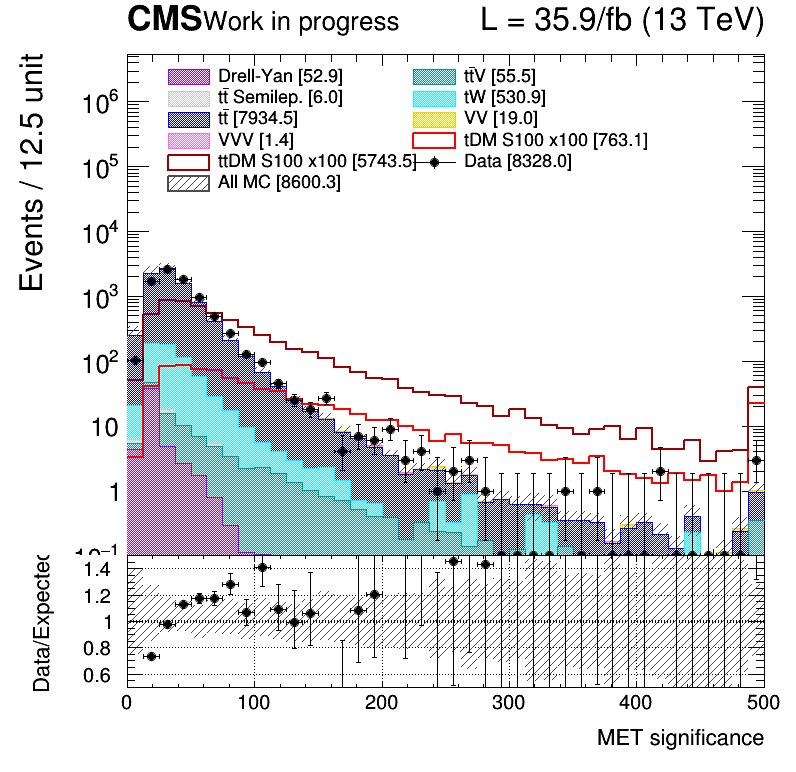 CMS Work in progress L = 35.9/fb (13 TeV)
Events / 12.5 unit
Drell-Yan [52.9] tt̄V [55.5]
tt̄ Semilep. [6.0] tW [530.9]
tt̄ [7934.5] VV [19.0]
VVV [1.4] tDM S100 x100 [763.1]
ttDM S100 x100 [5743.5] Data [8328.0]
All MC [8600.3]
10⁶
10⁵
10⁴
10³
10²
10
1
10⁻¹
Data/Expected
1.4
1.2
1
0.8
0.6
0 100 200 300 400 500
MET significance